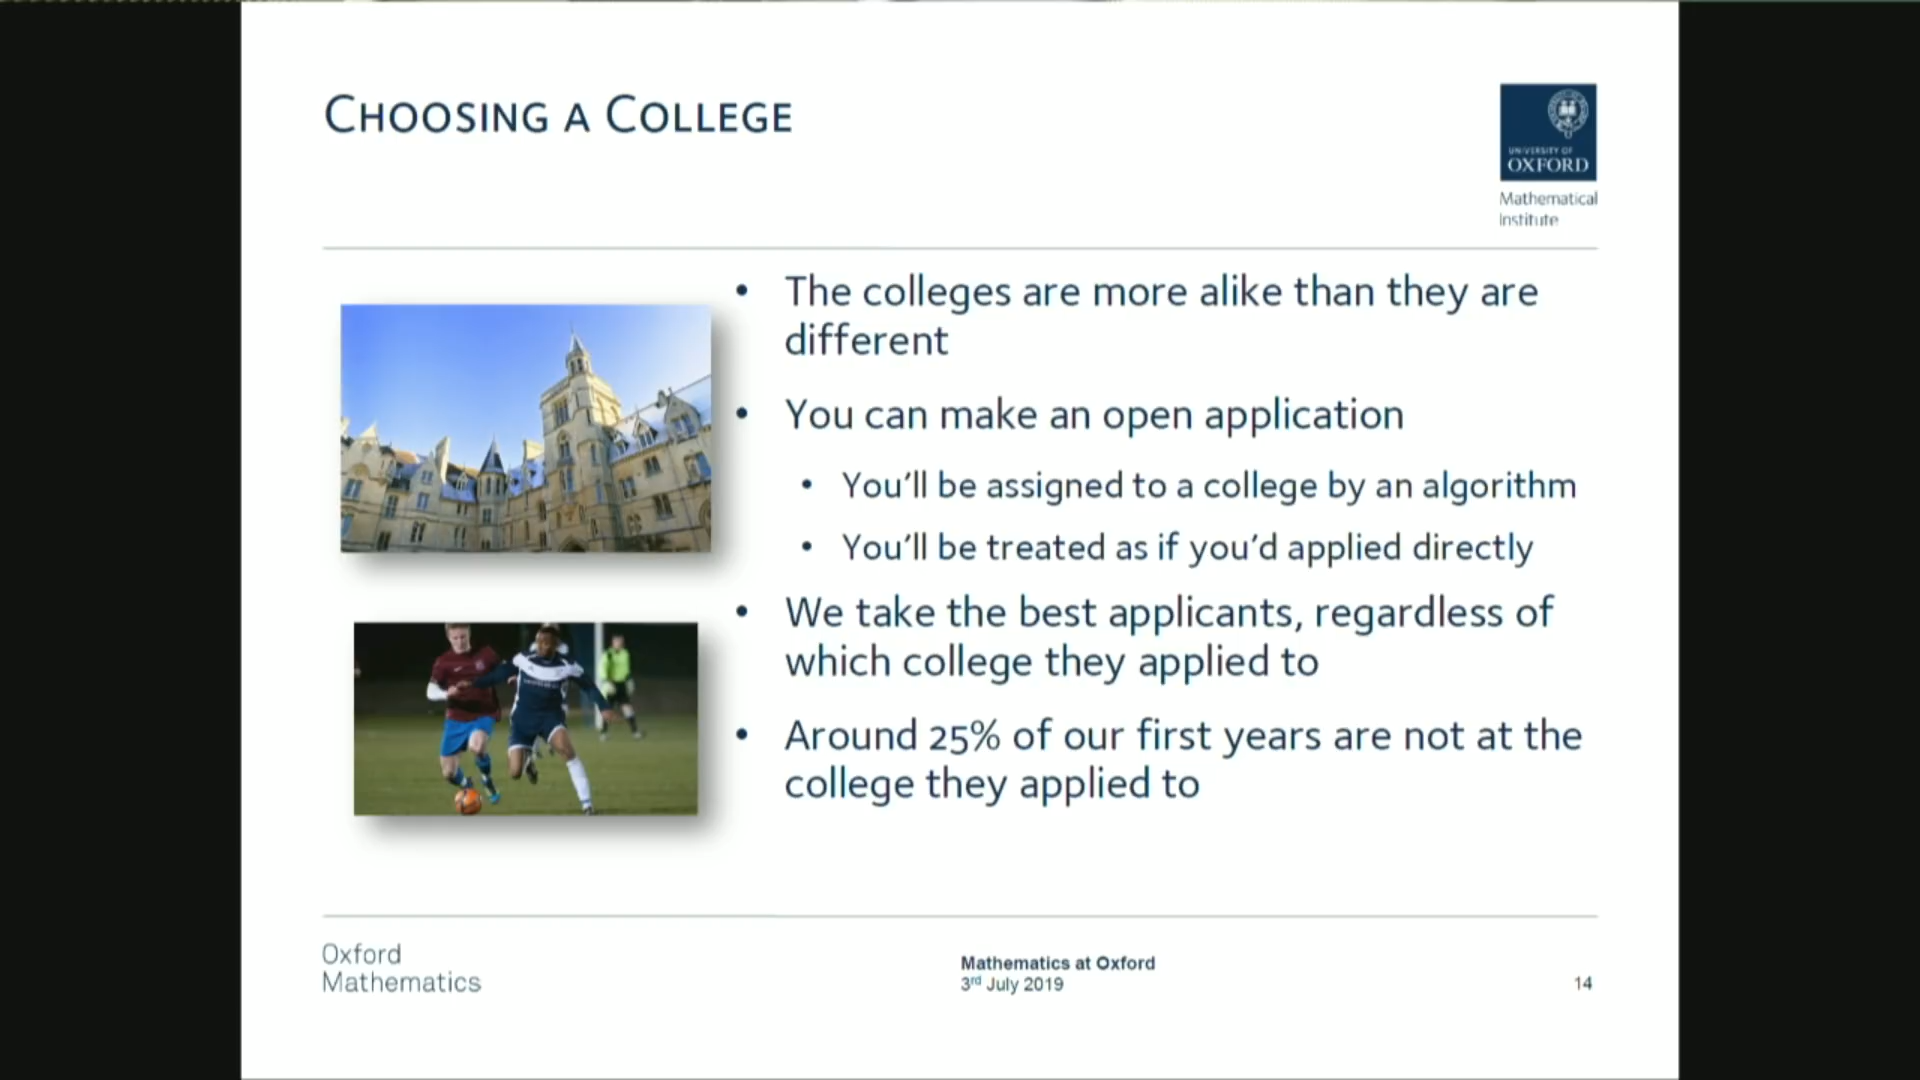 CHOOSING A COLLEGE
UNIVERSITY OF
OXFORD
Mathematical
Institute
• The colleges are more alike than they are
different
• You can make an open application
• You'll be assigned to a college by an algorithm
• You'll be treated as if you'd applied directly
• We take the best applicants, regardless of
which college they applied to
• Around 25% of our first years are not at the
college they applied to
Oxford
Mathematics
Mathematics at Oxford
3rd July 2019
14